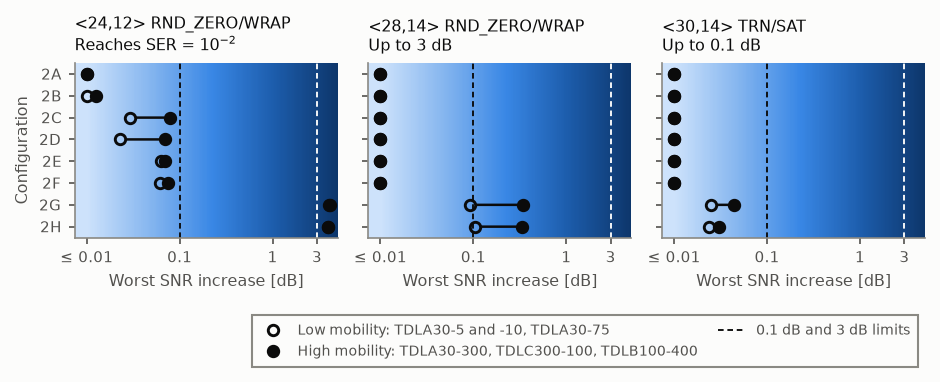 <24,12> RND_ZERO/WRAP
Reaches SER = 10⁻²
<28,14> RND_ZERO/WRAP
Up to 3 dB
<30,14> TRN/SAT
Up to 0.1 dB
Configuration
2A
2B
2C
2D
2E
2F
2G
2H
≤ 0.01 0.1 1 3
≤ 0.01 0.1 1 3
≤ 0.01 0.1 1 3
Worst SNR increase [dB]
Worst SNR increase [dB]
Worst SNR increase [dB]
Low mobility: TDLA30-5 and -10, TDLA30-75
0.1 dB and 3 dB limits
High mobility: TDLA30-300, TDLC300-100, TDLB100-400